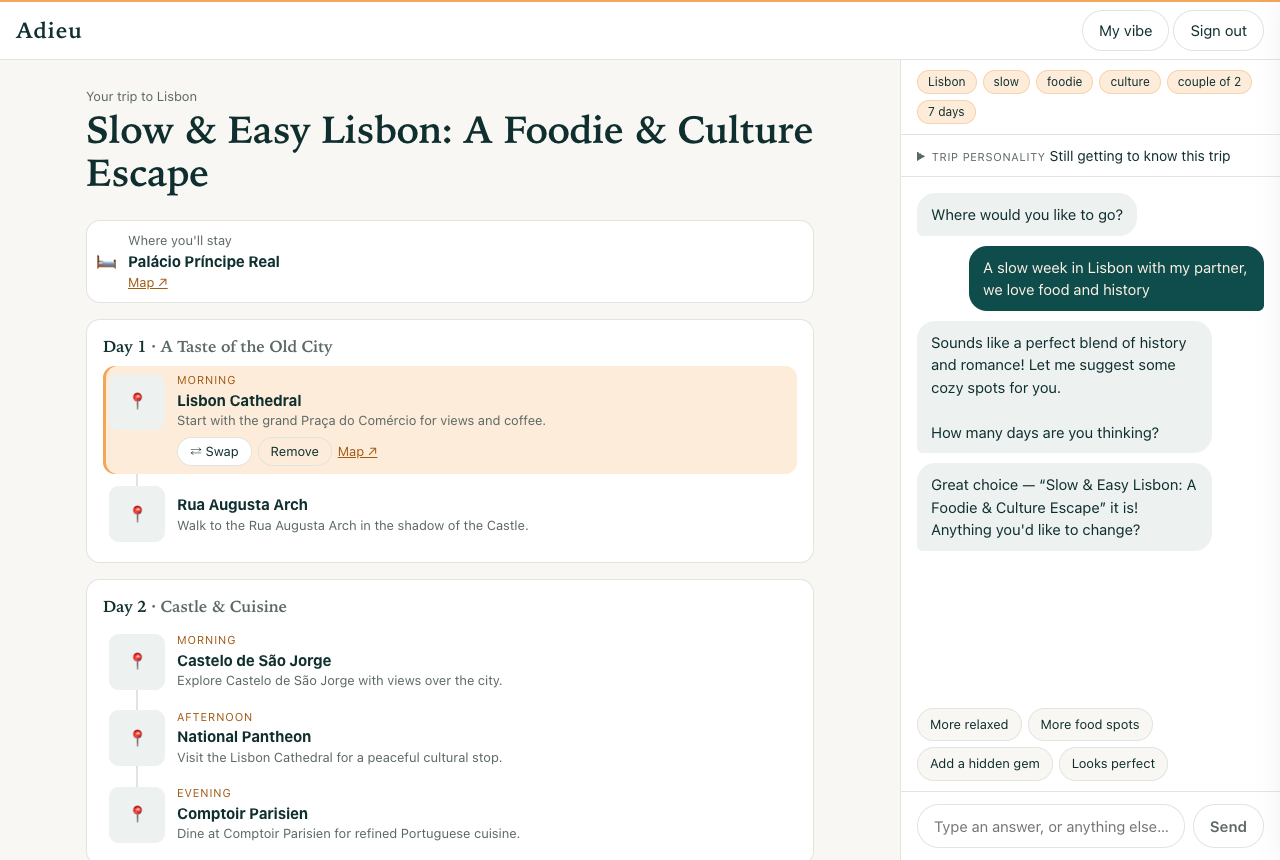 Adieu
My vibe
Sign out
Your trip to Lisbon
Slow & Easy Lisbon: A Foodie & Culture
Escape
Where you'll stay
Palácio Príncipe Real
Map ↗
Day 1 · A Taste of the Old City
MORNING
Lisbon Cathedral
Start with the grand Praça do Comércio for views and coffee.
⇄ Swap
Remove
Map ↗
Rua Augusta Arch
Walk to the Rua Augusta Arch in the shadow of the Castle.
Day 2 · Castle & Cuisine
MORNING
Castelo de São Jorge
Explore Castelo de São Jorge with views over the city.
AFTERNOON
National Pantheon
Visit the Lisbon Cathedral for a peaceful cultural stop.
EVENING
Comptoir Parisien
Dine at Comptoir Parisien for refined Portuguese cuisine.
Lisbon
slow
foodie
culture
couple of 2
7 days
TRIP PERSONALITY Still getting to know this trip
Where would you like to go?
A slow week in Lisbon with my partner,
we love food and history
Sounds like a perfect blend of history
and romance! Let me suggest some
cozy spots for you.
How many days are you thinking?
Great choice — “Slow & Easy Lisbon: A
Foodie & Culture Escape” it is!
Anything you'd like to change?
More relaxed
More food spots
Add a hidden gem
Looks perfect
Type an answer, or anything else...
Send